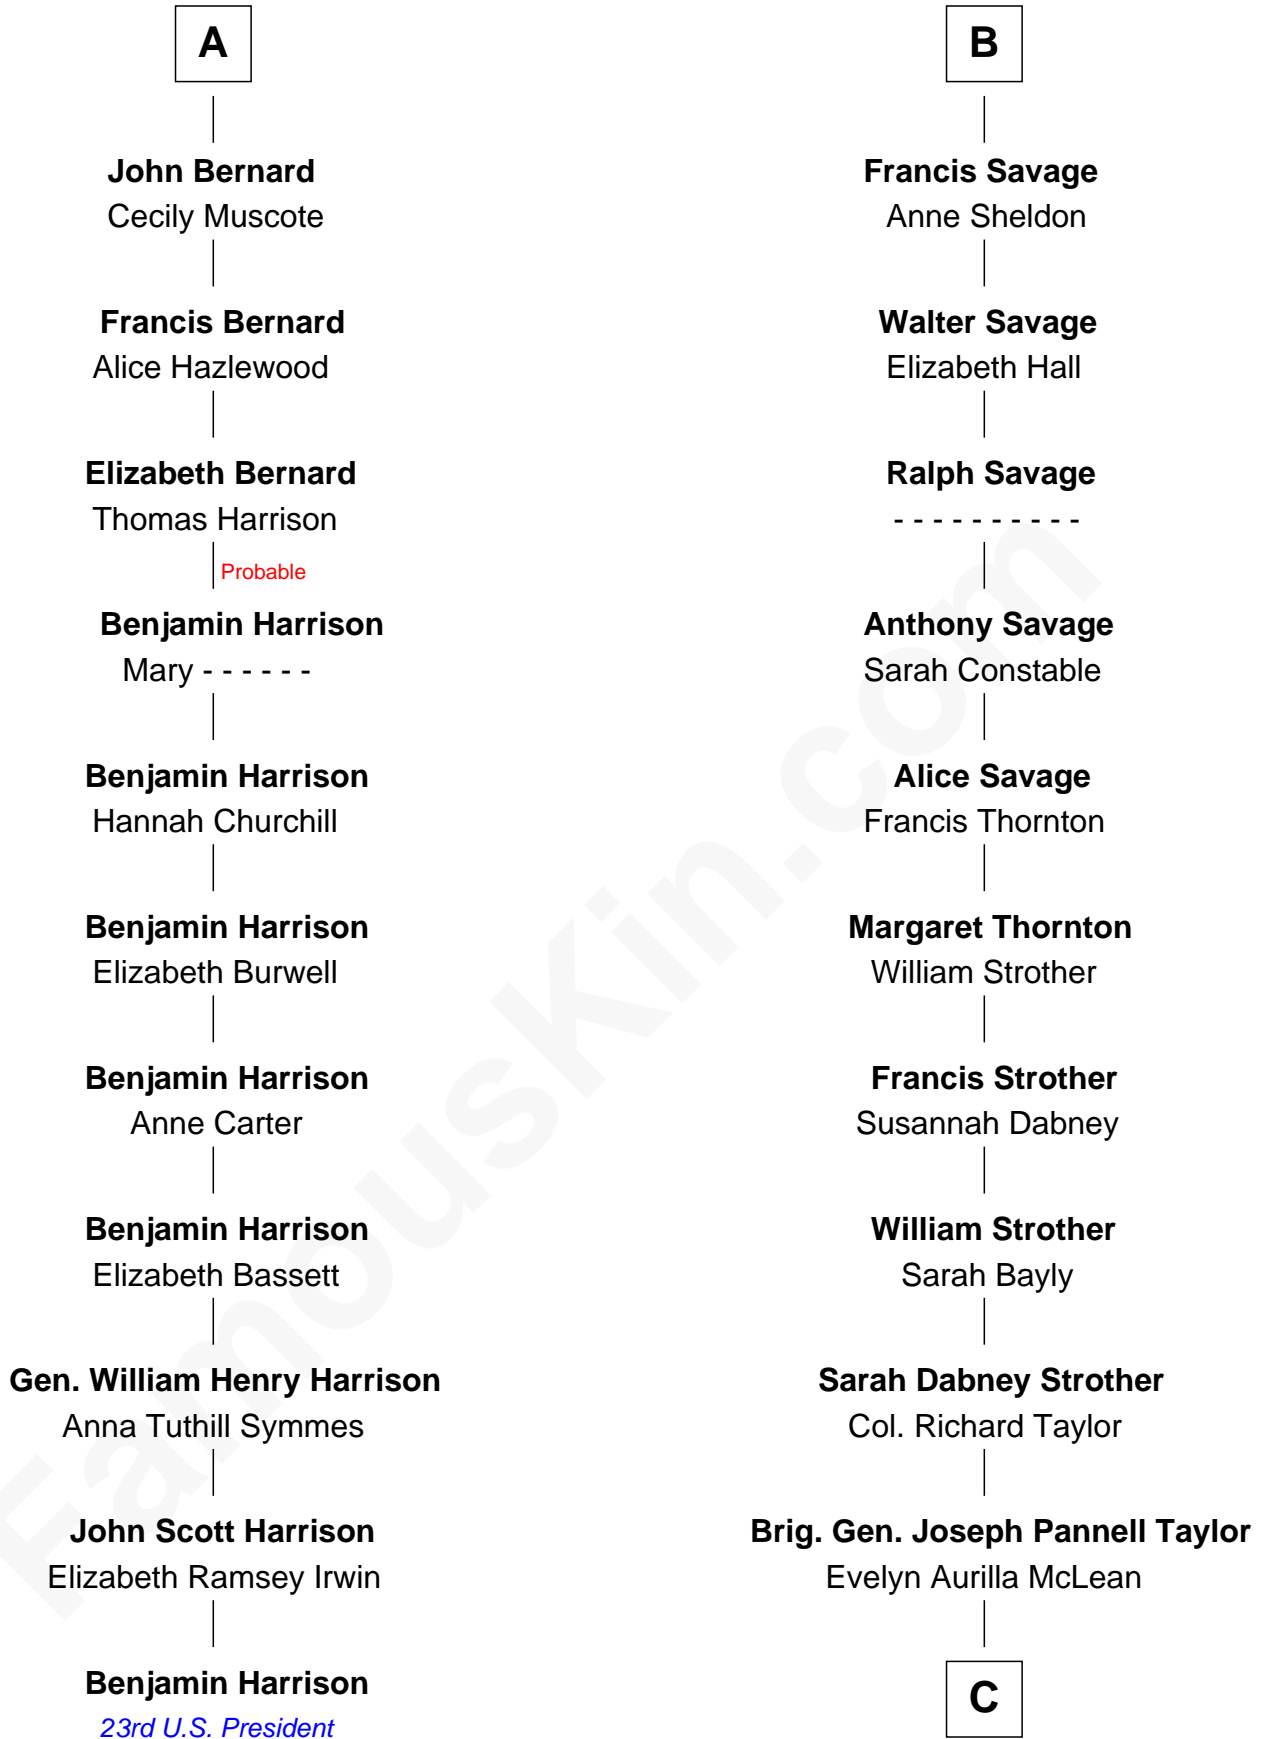 A
John Bernard
Cecily Muscote
Francis Bernard
Alice Hazlewood
Elizabeth Bernard
Thomas Harrison
Probable
Benjamin Harrison
Mary - - - - - -
Benjamin Harrison
Hannah Churchill
Benjamin Harrison
Elizabeth Burwell
Benjamin Harrison
Anne Carter
Benjamin Harrison
Elizabeth Bassett
Gen. William Henry Harrison
Anna Tuthill Symmes
John Scott Harrison
Elizabeth Ramsey Irwin
Benjamin Harrison
23rd U.S. President
B
Francis Savage
Anne Sheldon
Walter Savage
Elizabeth Hall
Ralph Savage
- - - - - - - - - -
Anthony Savage
Sarah Constable
Alice Savage
Francis Thornton
Margaret Thornton
William Strother
Francis Strother
Susannah Dabney
William Strother
Sarah Bayly
Sarah Dabney Strother
Col. Richard Taylor
Brig. Gen. Joseph Pannell Taylor
Evelyn Aurilla McLean
C
FamousKin.com